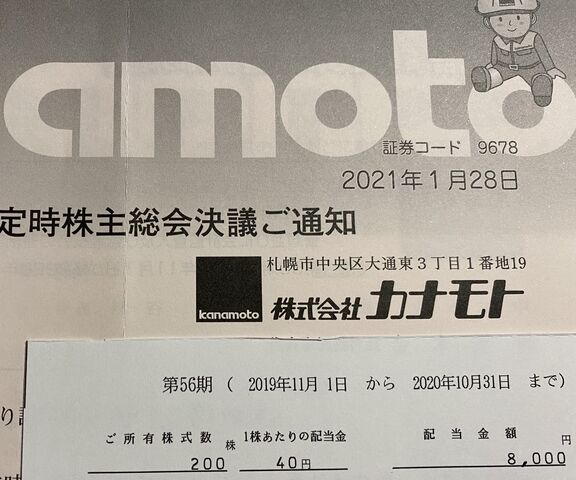 amoto
証券コード 9678
2021年1月28日
定時株主総会決議ご通知
札幌市中央区大通東3丁目1番地19
kanamoto
株式会社カナモト
第56期 ( 2019年11月 1日 から 2020年10月31日 まで)
ご所有株式数 株 1株あたりの配当金 配当金額 円
200 40円 8,000